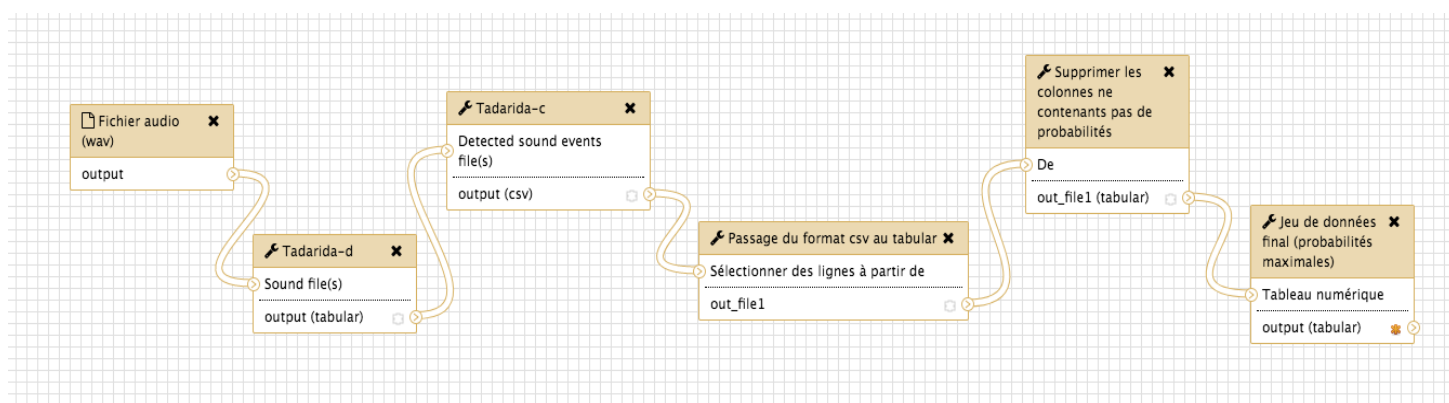 Fichier audio
(wav)
output
Tadarida-d
Sound file(s)
output (tabular)
Tadarida-c
Detected sound events
file(s)
output (csv)
Passage du format csv au tabular
Sélectionner des lignes à partir de
out_file1
Supprimer les
colonnes ne
contenants pas de
probabilités
De
out_file1 (tabular)
Jeu de données
final (probabilités
maximales)
Tableau numérique
output (tabular)